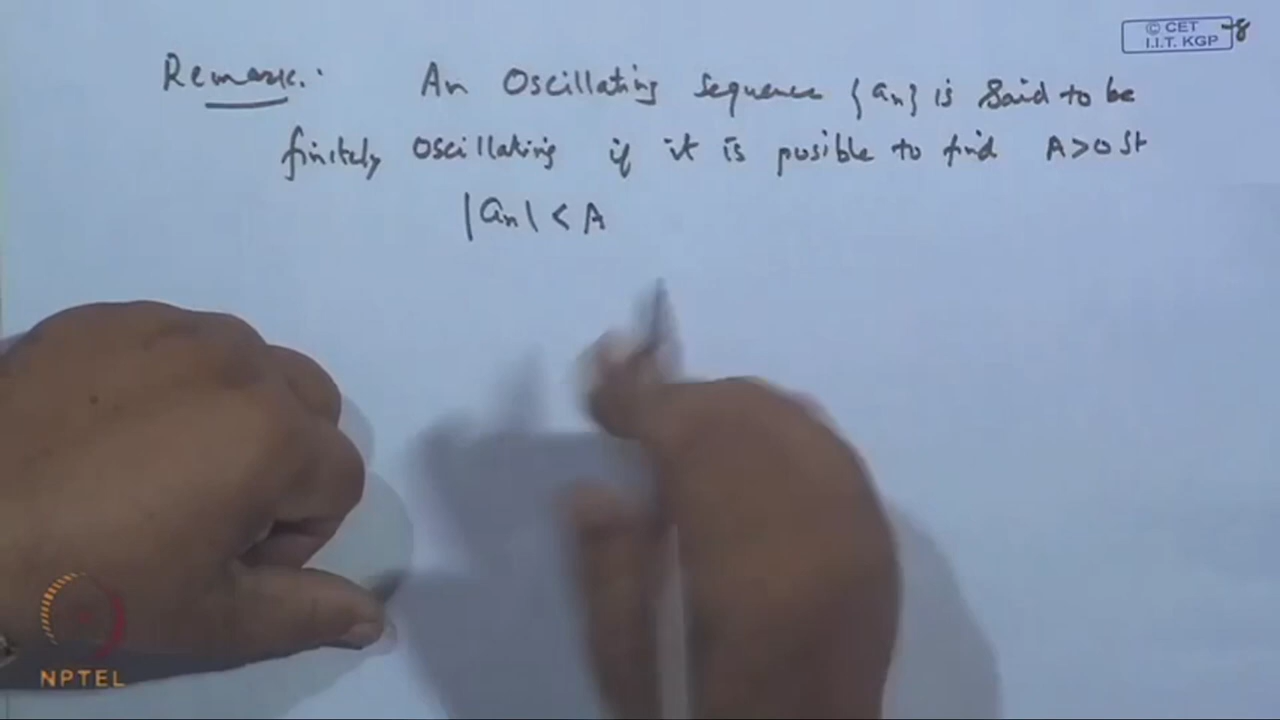 © CET
I.I.T. KGP
-8
Remark:
An Oscillating sequence {an} is said to be
finitely oscillating if it is posible to find A>0 st
|an| < A
NPTEL